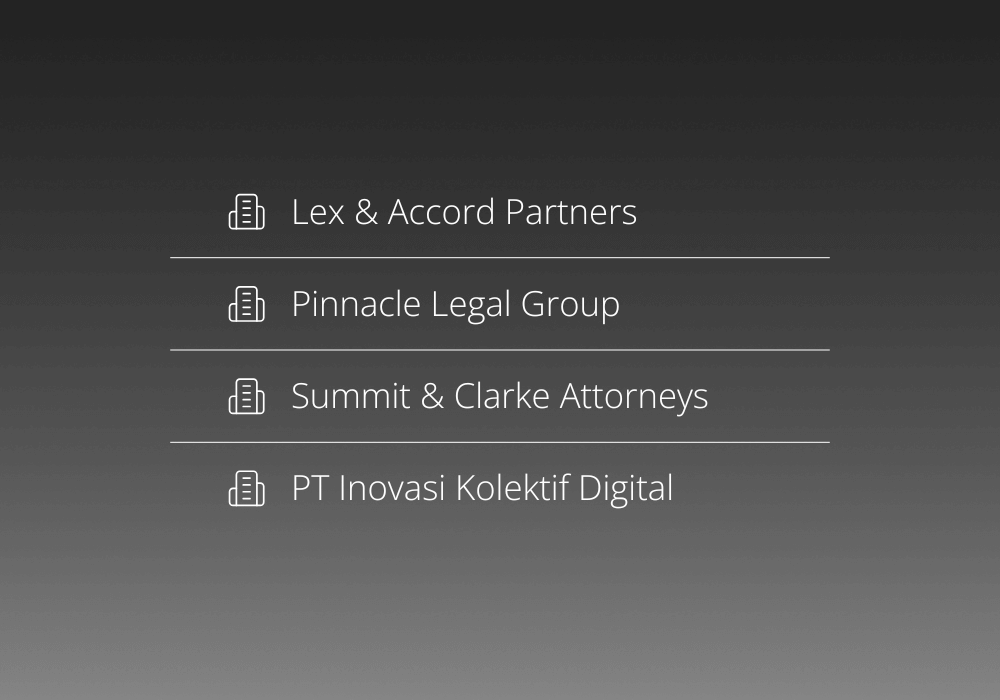 Lex & Accord Partners
Pinnacle Legal Group
Summit & Clarke Attorneys
PT Inovasi Kolektif Digital